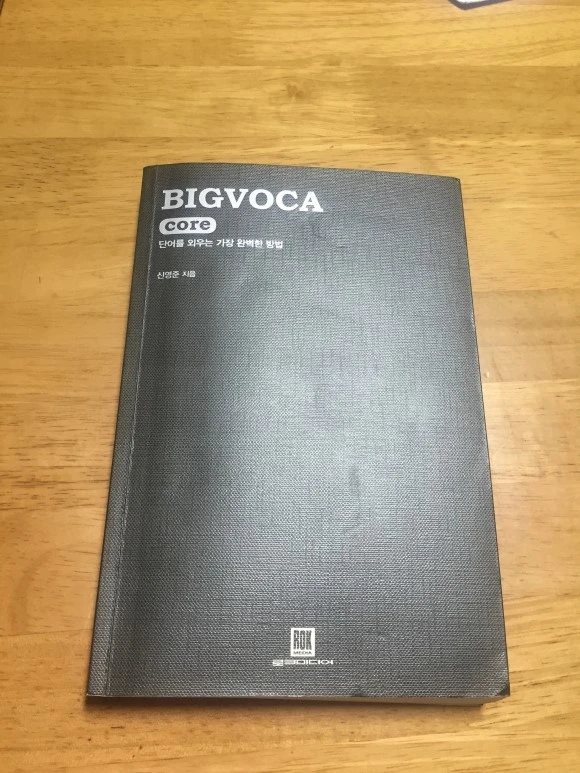 BIGVOCA
core
단어를 외우는 가장 완벽한 방법
신영준 지음
ROK
MEDIA
로크미디어